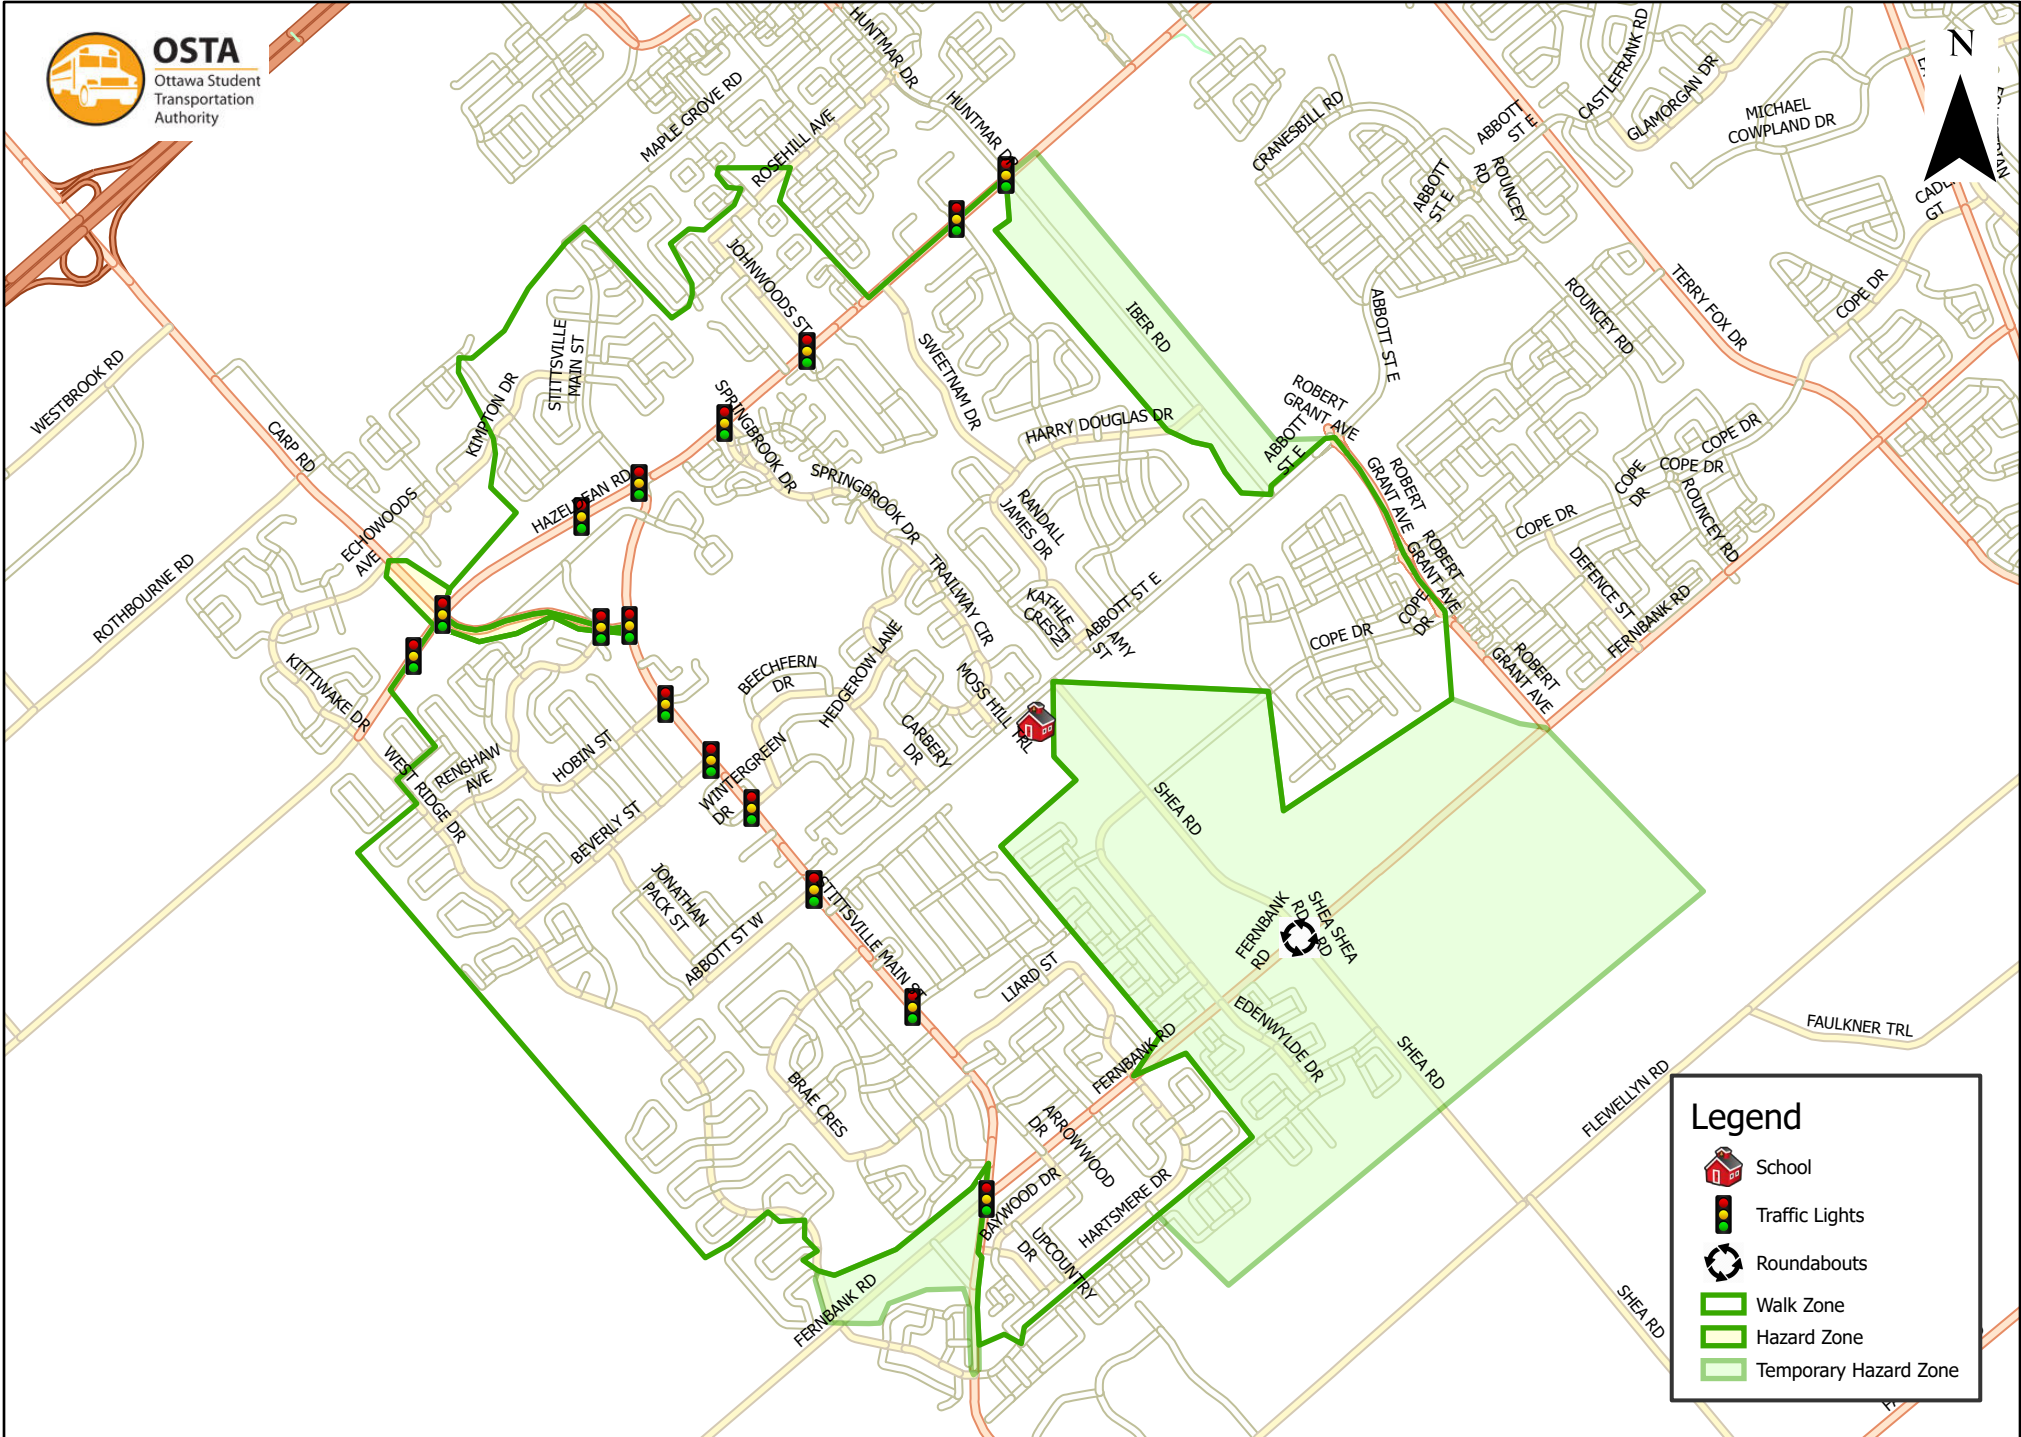 OSTA
Ottawa Student
Transportation
Authority
N
HUNTMAR DR
MAPLE GROVE RD
ROSEHILL AVE
HUNTMAR DR
CRANESBILL RD
ABBOTT
ST E
CASTLEFRANK RD
GLAMORGAN DR
MICHAEL
COWPLAND DR
ABBOTT
ST E
ROUNCEY
RD
GT
JOHNWOODS ST
IBER RD
ABBOTT ST E
ROUNCEY RD
TERRY FOX DR
COPE DR
WESTBROOK RD
CARP RD
STITTSVILLE
MAIN ST
KIMPTON DR
SWEETNAM DR
HARRY DOUGLAS DR
ROBERT
GRANT AVE
ABBOTT
ST E
SPRINGBROOK DR
SPRINGBROOK DR
HAZELDEAN RD
ECHOWOODS
AVE
RANDALL
JAMES DR
ROBERT
GRANT AVE
COPE DR
COPE DR
COPE
DR
ROUNCEY RD
COPE DR
DEFENCE ST
ROTHBOURNE RD
TRAILWAY CIR
KATHLEEN
CRES
ABBOTT ST E
AMY
ST
ROBERT
GRANT AVE
COPE
DR
COPE DR
FERNBANK RD
ROBERT
GRANT AVE
KITTIWAKE DR
BEECHFERN
DR
HEDGEROW LANE
MOSS HILL TRL
CARBERY
DR
WEST RIDGE DR
RENSHAW
AVE
HOBIN ST
WINTERGREEN
DR
BEVERLY ST
SHEA RD
JONATHAN
PACK ST
ABBOTT ST W
STITTSVILLE MAIN ST
LIARD ST
FERNBANK
RD
RD
SHEA SHEA
RD
EDENWYLDE DR
FERNBANK RD
SHEA RD
FAULKNER TRL
FLEWELLYN RD
BRAE CRES
ARROWWOOD
DR
BAYWOOD DR
HARTSMERE DR
UPCOUNTRY
DR
FERNBANK RD
SHEA RD
Legend
School
Traffic Lights
Roundabouts
Walk Zone
Hazard Zone
Temporary Hazard Zone